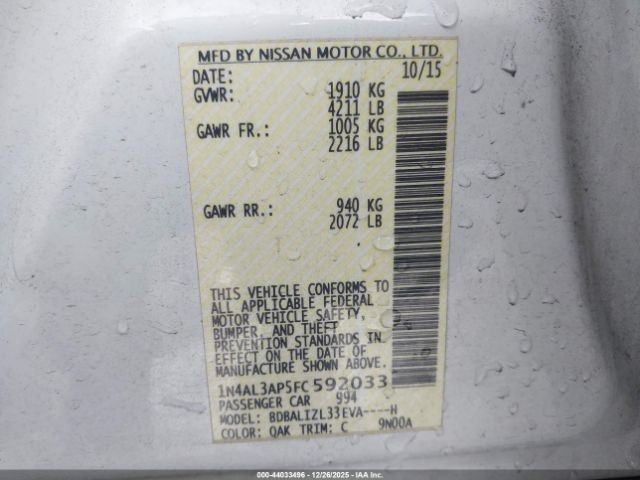 MFD BY NISSAN MOTOR CO., LTD.
DATE: 10/15
GVWR: 1910 KG
4211 LB
GAWR FR.: 1005 KG
2216 LB
GAWR RR.: 940 KG
2072 LB
THIS VEHICLE CONFORMS TO
ALL APPLICABLE FEDERAL
MOTOR VEHICLE SAFETY,
BUMPER, AND THEFT
PREVENTION STANDARDS IN
EFFECT ON THE DATE OF
MANUFACTURE SHOWN ABOVE.
1N4AL3AP5FC592033
PASSENGER CAR 994
MODEL: BDBALIZL33EVA----H
COLOR: QAK TRIM: C 9N00A
000-44033496 - 12/26/2025 - IAAI.COM